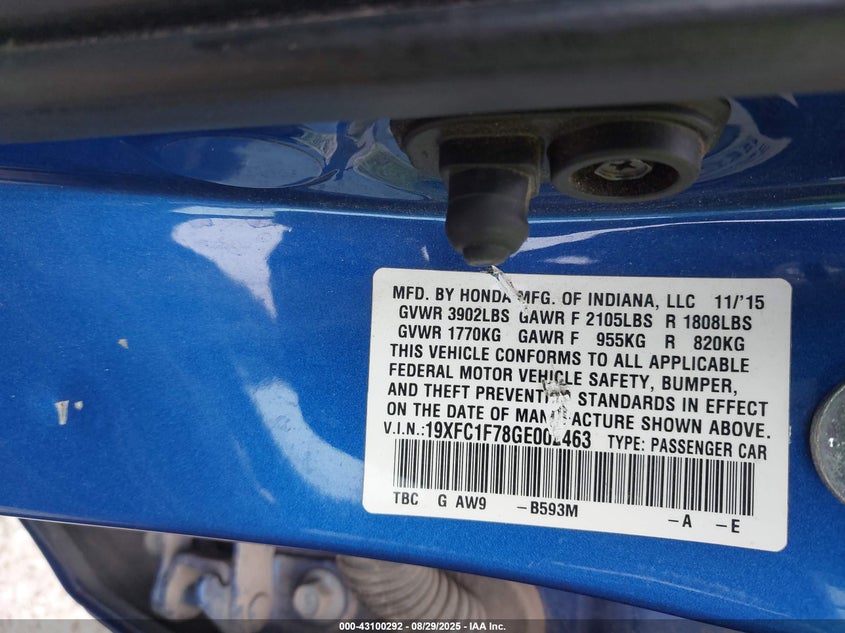 MFD. BY HONDA MFG. OF INDIANA, LLC 11/'15
GVWR 3902LBS GAWR F 2105LBS R 1808LBS
GVWR 1770KG GAWR F 955KG R 820KG
THIS VEHICLE CONFORMS TO ALL APPLICABLE
FEDERAL MOTOR VEHICLE SAFETY, BUMPER,
AND THEFT PREVENTION STANDARDS IN EFFECT
ON THE DATE OF MANUFACTURE SHOWN ABOVE.
V.I.N.:19XFC1F78GE002463 TYPE: PASSENGER CAR
TBC G AW9 -B593M -A -E
000-43100292 - 08/29/2025 - IAA Inc.